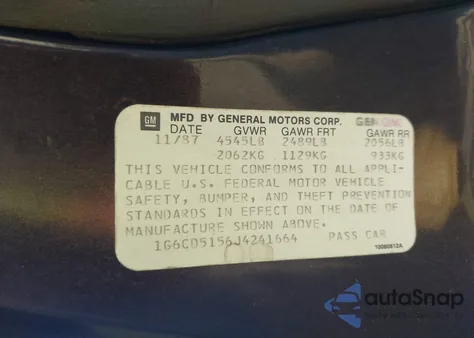 GM MFD BY GENERAL MOTORS CORP.
DATE GVWR GAWR FRT GAWR RR
11/87 4545LB 2489LB 2056LB
2062KG 1129KG 933KG
THIS VEHICLE CONFORMS TO ALL APPLI-
CABLE U.S. FEDERAL MOTOR VEHICLE
SAFETY, BUMPER, AND THEFT PREVENTION
STANDARDS IN EFFECT ON THE DATE OF
MANUFACTURE SHOWN ABOVE.
1G6CD5156J4241664 PASS CAR
autoSnap